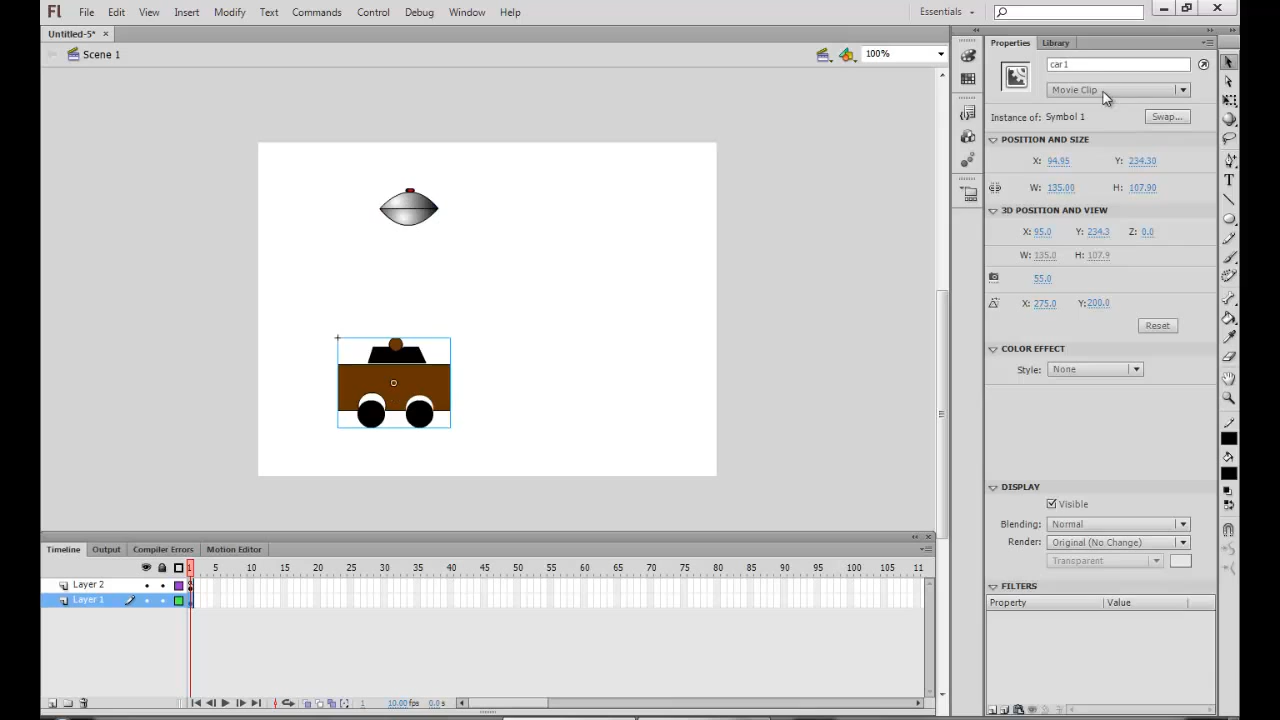 Fl File Edit View Insert Modify Text Commands Control Debug Window Help Essentials
Untitled-5* ×
Scene 1 100%
Properties Library
car1
Movie Clip
Instance of: Symbol 1 Swap...
POSITION AND SIZE
X: 94.95 Y: 234.30
W: 135.00 H: 107.90
3D POSITION AND VIEW
X: 95.0 Y: 234.3 Z: 0.0
W: 135.0 H: 107.9
55.0
X: 275.0 Y: 200.0
Reset
COLOR EFFECT
Style: None
DISPLAY
Visible
Blending: Normal
Render: Original (No Change)
Transparent
FILTERS
Property Value
Timeline Output Compiler Errors Motion Editor
1 5 10 15 20 25 30 35 40 45 50 55 60 65 70 75 80 85 90 95 100 105 11
Layer 2
Layer 1
1 10.00 fps 0.0 s
T